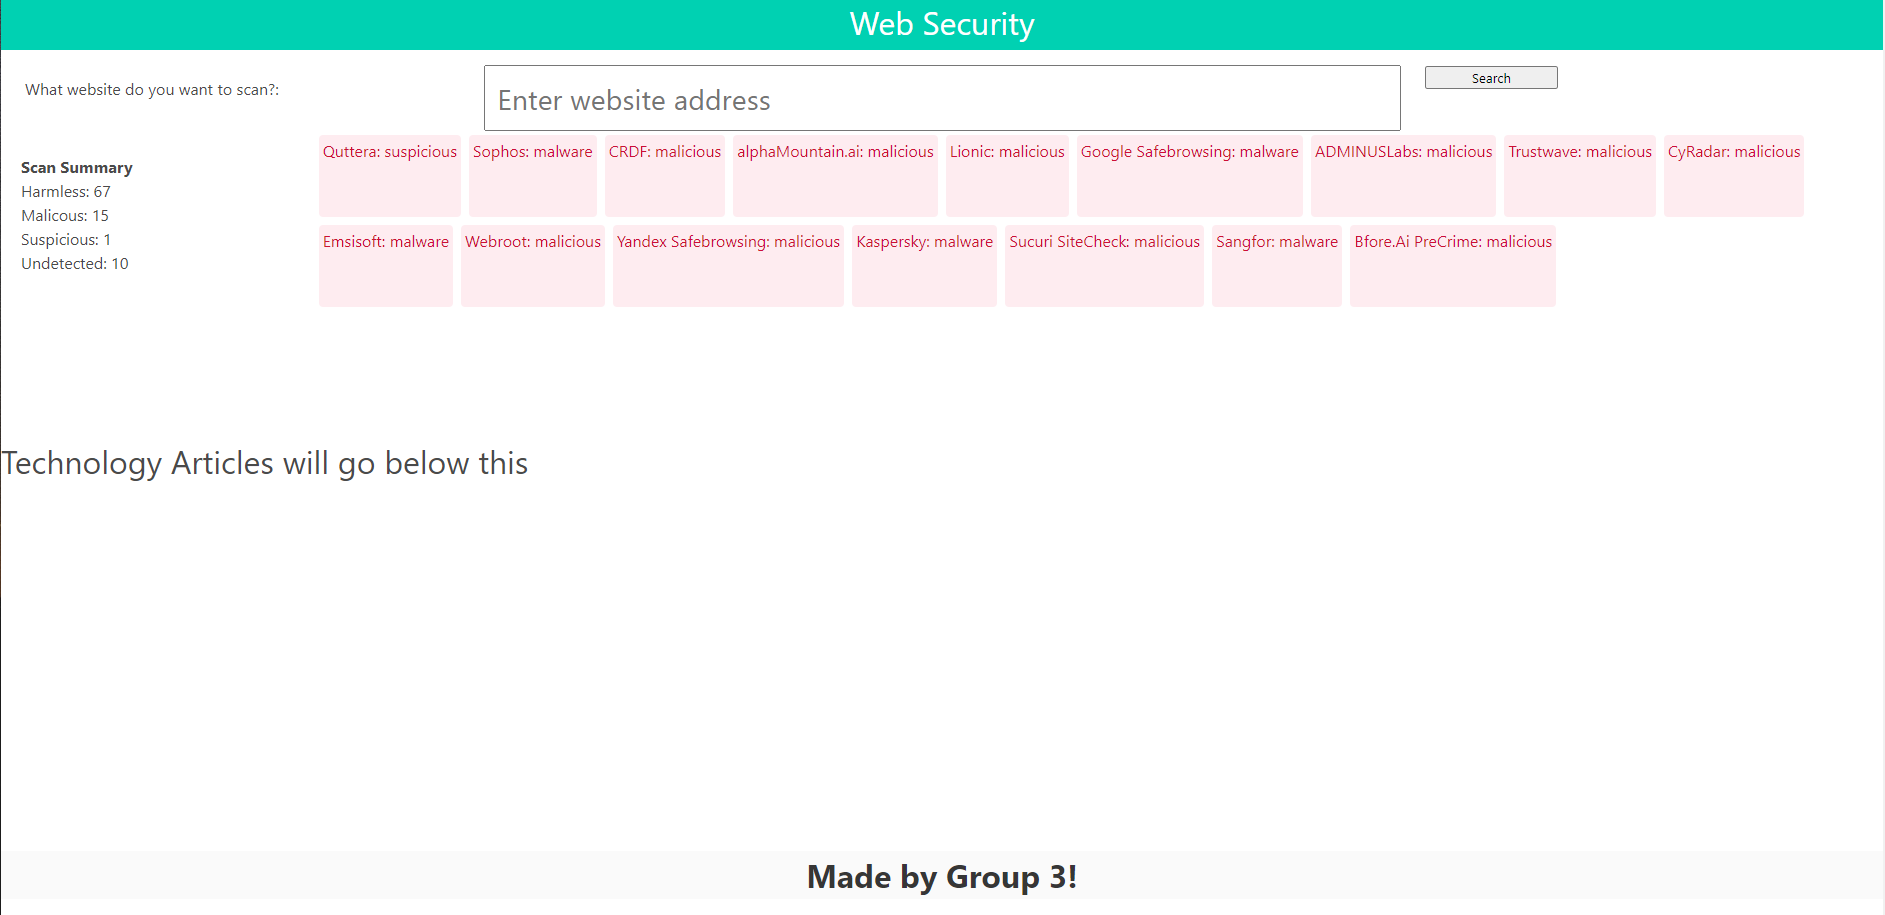 Web Security
What website do you want to scan?:
Enter website address
Search
Scan Summary
Harmless: 67
Malicous: 15
Suspicious: 1
Undetected: 10
Quttera: suspicious
Sophos: malware
CRDF: malicious
alphaMountain.ai: malicious
Lionic: malicious
Google Safebrowsing: malware
ADMINUSLabs: malicious
Trustwave: malicious
CyRadar: malicious
Emsisoft: malware
Webroot: malicious
Yandex Safebrowsing: malicious
Kaspersky: malware
Sucuri SiteCheck: malicious
Sangfor: malware
Bfore.Ai PreCrime: malicious
Technology Articles will go below this
Made by Group 3!